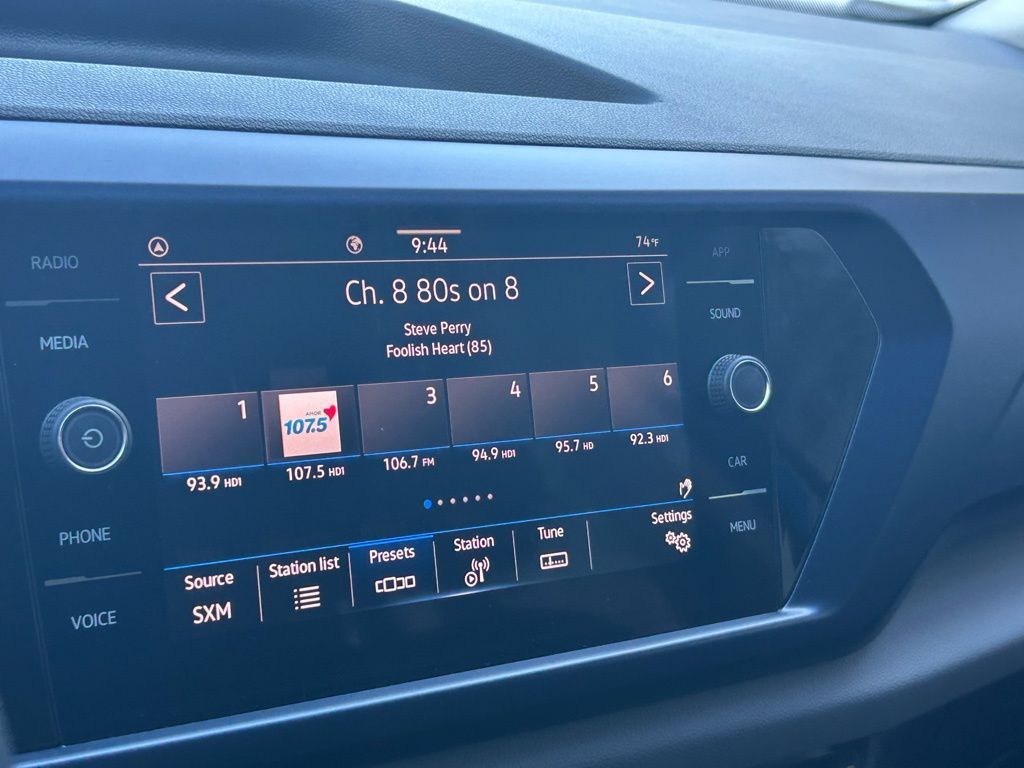 RADIO
MEDIA
PHONE
VOICE
9:44
74°F
<
Ch. 8 80s on 8
>
Steve Perry
Foolish Heart (85)
1
AMOR
107.5
3
4
5
6
93.9 HD1
107.5 HD1
106.7 FM
94.9 HD1
95.7 HD
92.3 HD1
Source
SXM
Station list
Presets
Station
Tune
Settings
APP
SOUND
CAR
MENU